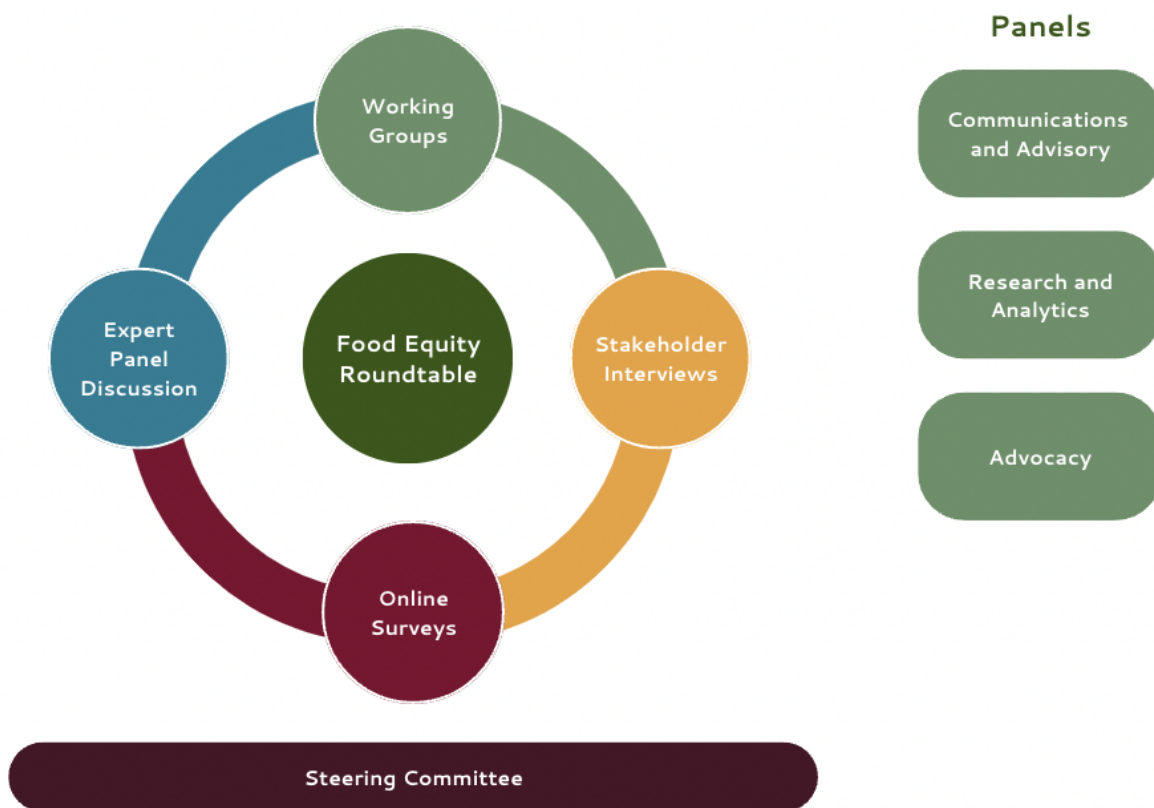 Panels
Working
Groups
Communications
and Advisory
Research and
Analytics
Expert
Panel
Discussion
Food Equity
Roundtable
Stakeholder
Interviews
Advocacy
Online
Surveys
Steering Committee